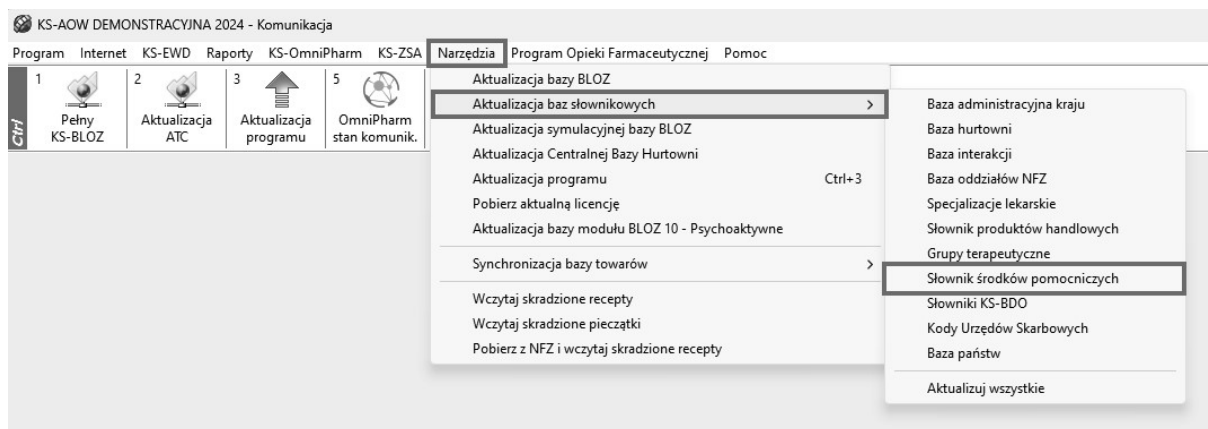 KS-AOW DEMONSTRACYJNA 2024 - Komunikacja
Program Internet KS-EWD Raporty KS-OmniPharm KS-ZSA Narzędzia Program Opieki Farmaceutycznej Pomoc
Ctrl
1 Pełny KS-BLOZ
2 Aktualizacja ATC
3 Aktualizacja programu
5 OmniPharm stan komunik.
Aktualizacja bazy BLOZ
Aktualizacja baz słownikowych >
Aktualizacja symulacyjnej bazy BLOZ
Aktualizacja Centralnej Bazy Hurtowni
Aktualizacja programu Ctrl+3
Pobierz aktualną licencję
Aktualizacja bazy modułu BLOZ 10 - Psychoaktywne
Synchronizacja bazy towarów >
Wczytaj skradzione recepty
Wczytaj skradzione pieczątki
Pobierz z NFZ i wczytaj skradzione recepty
Baza administracyjna kraju
Baza hurtowni
Baza interakcji
Baza oddziałów NFZ
Specjalizacje lekarskie
Słownik produktów handlowych
Grupy terapeutyczne
Słownik środków pomocniczych
Słowniki KS-BDO
Kody Urzędów Skarbowych
Baza państw
Aktualizuj wszystkie